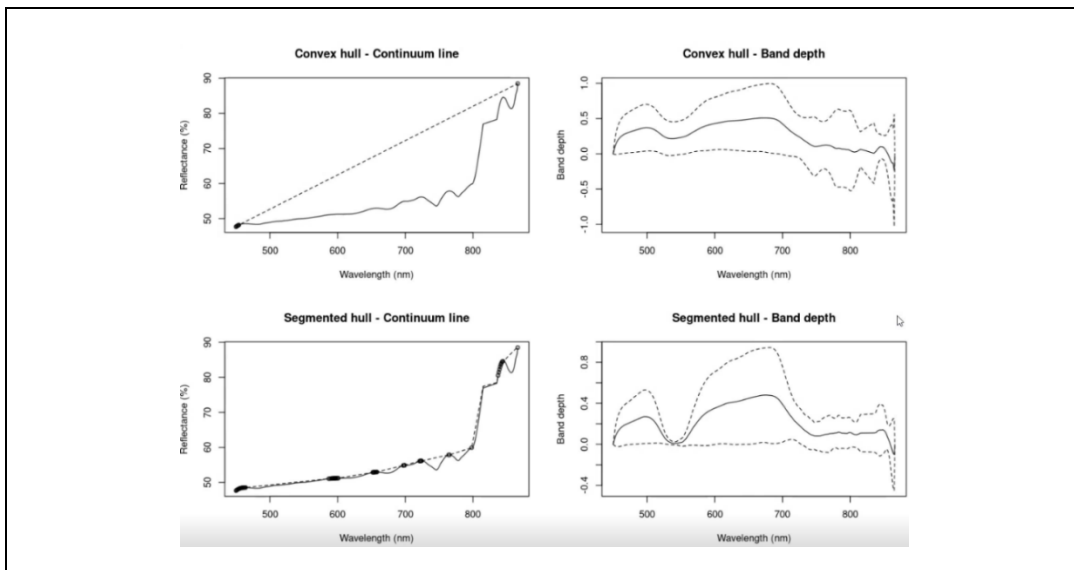 Convex hull - Continuum line
Reflectance (%)
90
80
70
60
50
500 600 700 800
Wavelength (nm)
Convex hull - Band depth
Band depth
1.0
0.5
0.0
-0.5
-1.0
500 600 700 800
Wavelength (nm)
Segmented hull - Continuum line
Reflectance (%)
90
80
70
60
50
500 600 700 800
Wavelength (nm)
Segmented hull - Band depth
Band depth
0.8
0.4
0.0
-0.4
500 600 700 800
Wavelength (nm)